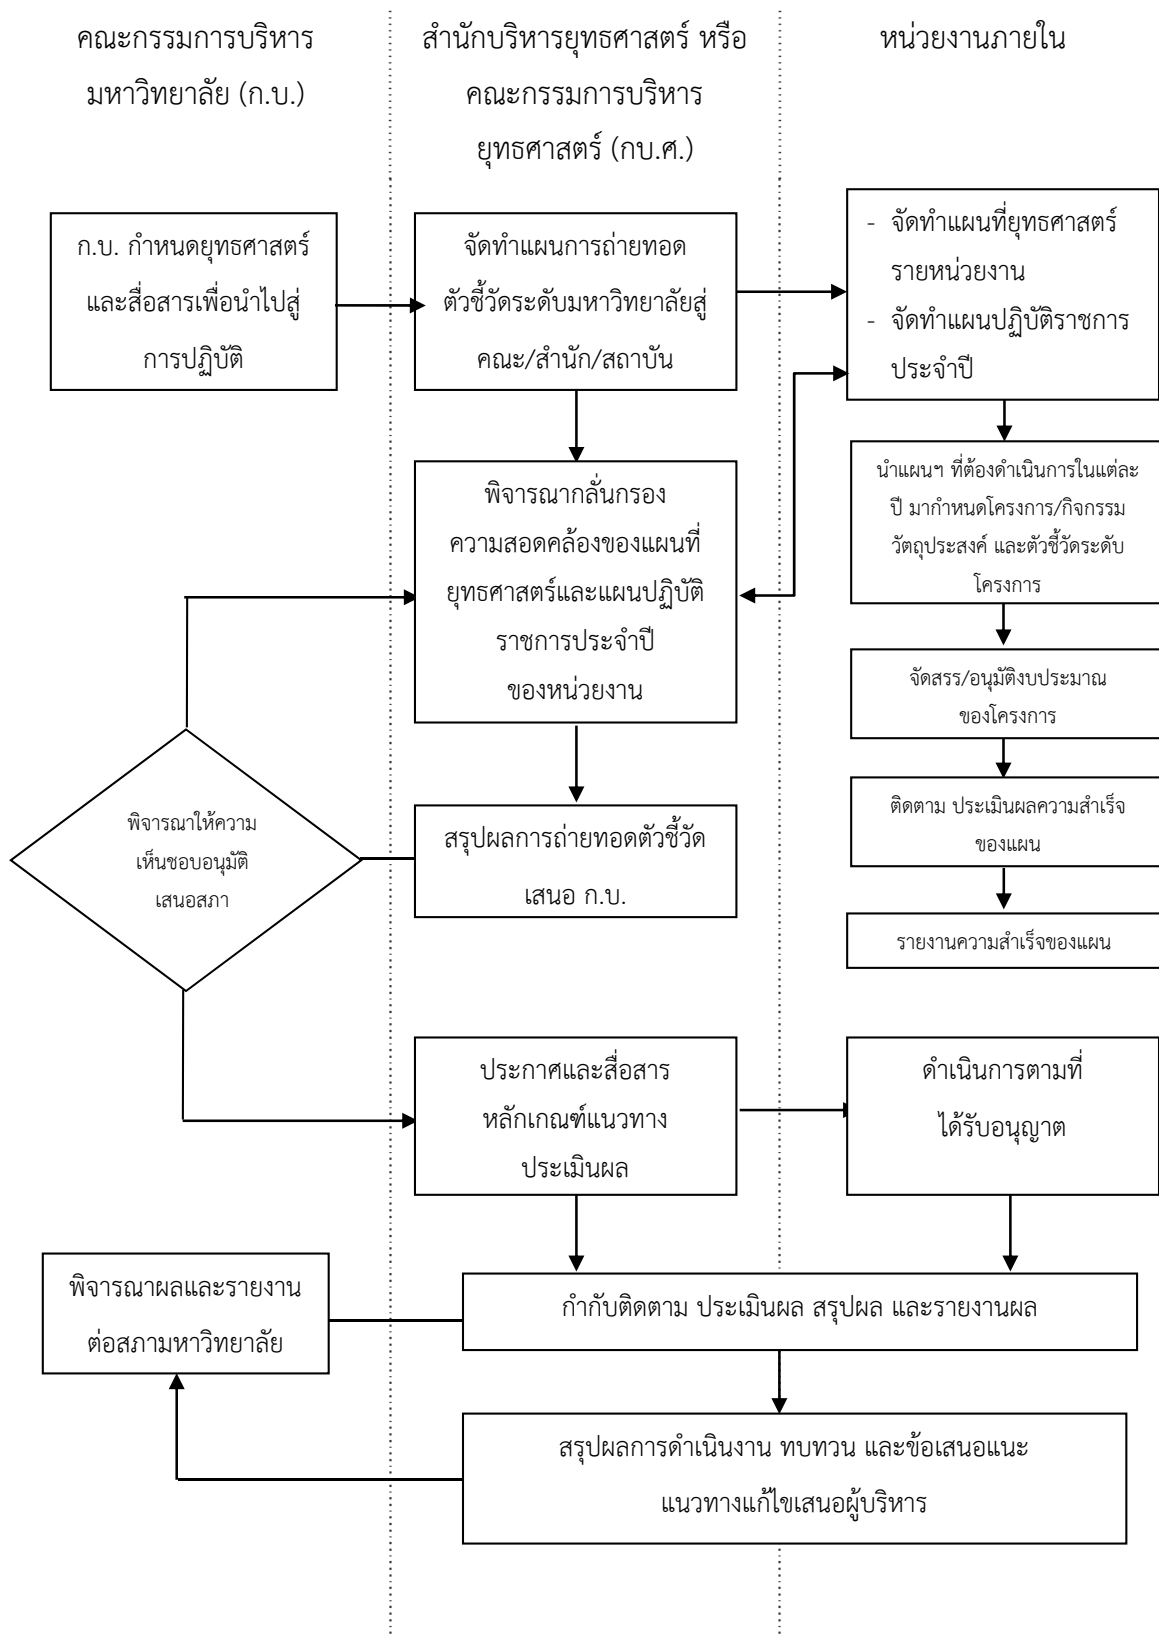 คณะกรรมการบริหาร
มหาวิทยาลัย (ก.บ.)
สำนักบริหารยุทธศาสตร์ หรือ
คณะกรรมการบริหาร
ยุทธศาสตร์ (กบ.ศ.)
หน่วยงานภายใน
ก.บ. กำหนดยุทธศาสตร์
และสื่อสารเพื่อนำไปสู่
การปฏิบัติ
จัดทำแผนการถ่ายทอด
ตัวชี้วัดระดับมหาวิทยาลัยสู่
คณะ/สำนัก/สถาบัน
- จัดทำแผนที่ยุทธศาสตร์
รายหน่วยงาน
- จัดทำแผนปฏิบัติราชการ
ประจำปี
พิจารณากลั่นกรอง
ความสอดคล้องของแผนที่
ยุทธศาสตร์และแผนปฏิบัติ
ราชการประจำปี
ของหน่วยงาน
นำแผนฯ ที่ต้องดำเนินการในแต่ละ
ปี มากำหนดโครงการ/กิจกรรม
วัตถุประสงค์ และตัวชี้วัดระดับ
โครงการ
จัดสรร/อนุมัติงบประมาณ
ของโครงการ
พิจารณาให้ความ
เห็นชอบอนุมัติ
เสนอสภา
สรุปผลการถ่ายทอดตัวชี้วัด
เสนอ ก.บ.
ติดตาม ประเมินผลความสำเร็จ
ของแผน
รายงานความสำเร็จของแผน
ประกาศและสื่อสาร
หลักเกณฑ์แนวทาง
ประเมินผล
ดำเนินการตามที่
ได้รับอนุญาต
พิจารณาผลและรายงาน
ต่อสภามหาวิทยาลัย
กำกับติดตาม ประเมินผล สรุปผล และรายงานผล
สรุปผลการดำเนินงาน ทบทวน และข้อเสนอแนะ
แนวทางแก้ไขเสนอผู้บริหาร